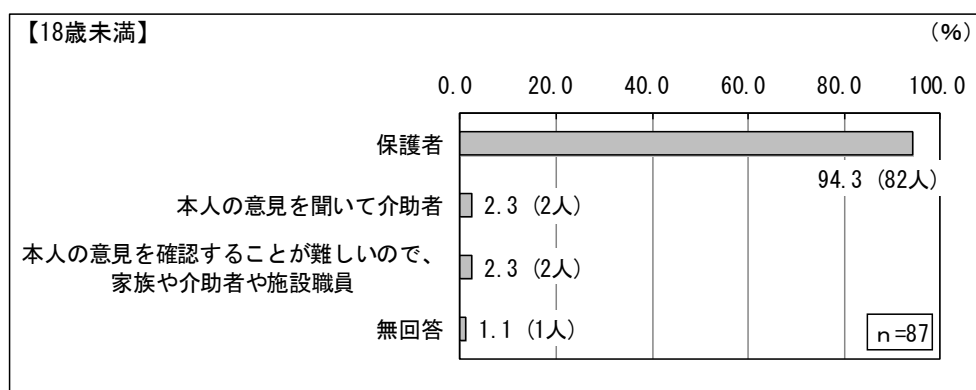 【18歳未満】 (%)
0.0 20.0 40.0 60.0 80.0 100.0
保護者
94.3 (82人)
本人の意見を聞いて介助者 2.3 (2人)
本人の意見を確認することが難しいので、
家族や介助者や施設職員
2.3 (2人)
無回答 1.1 (1人)
n=87